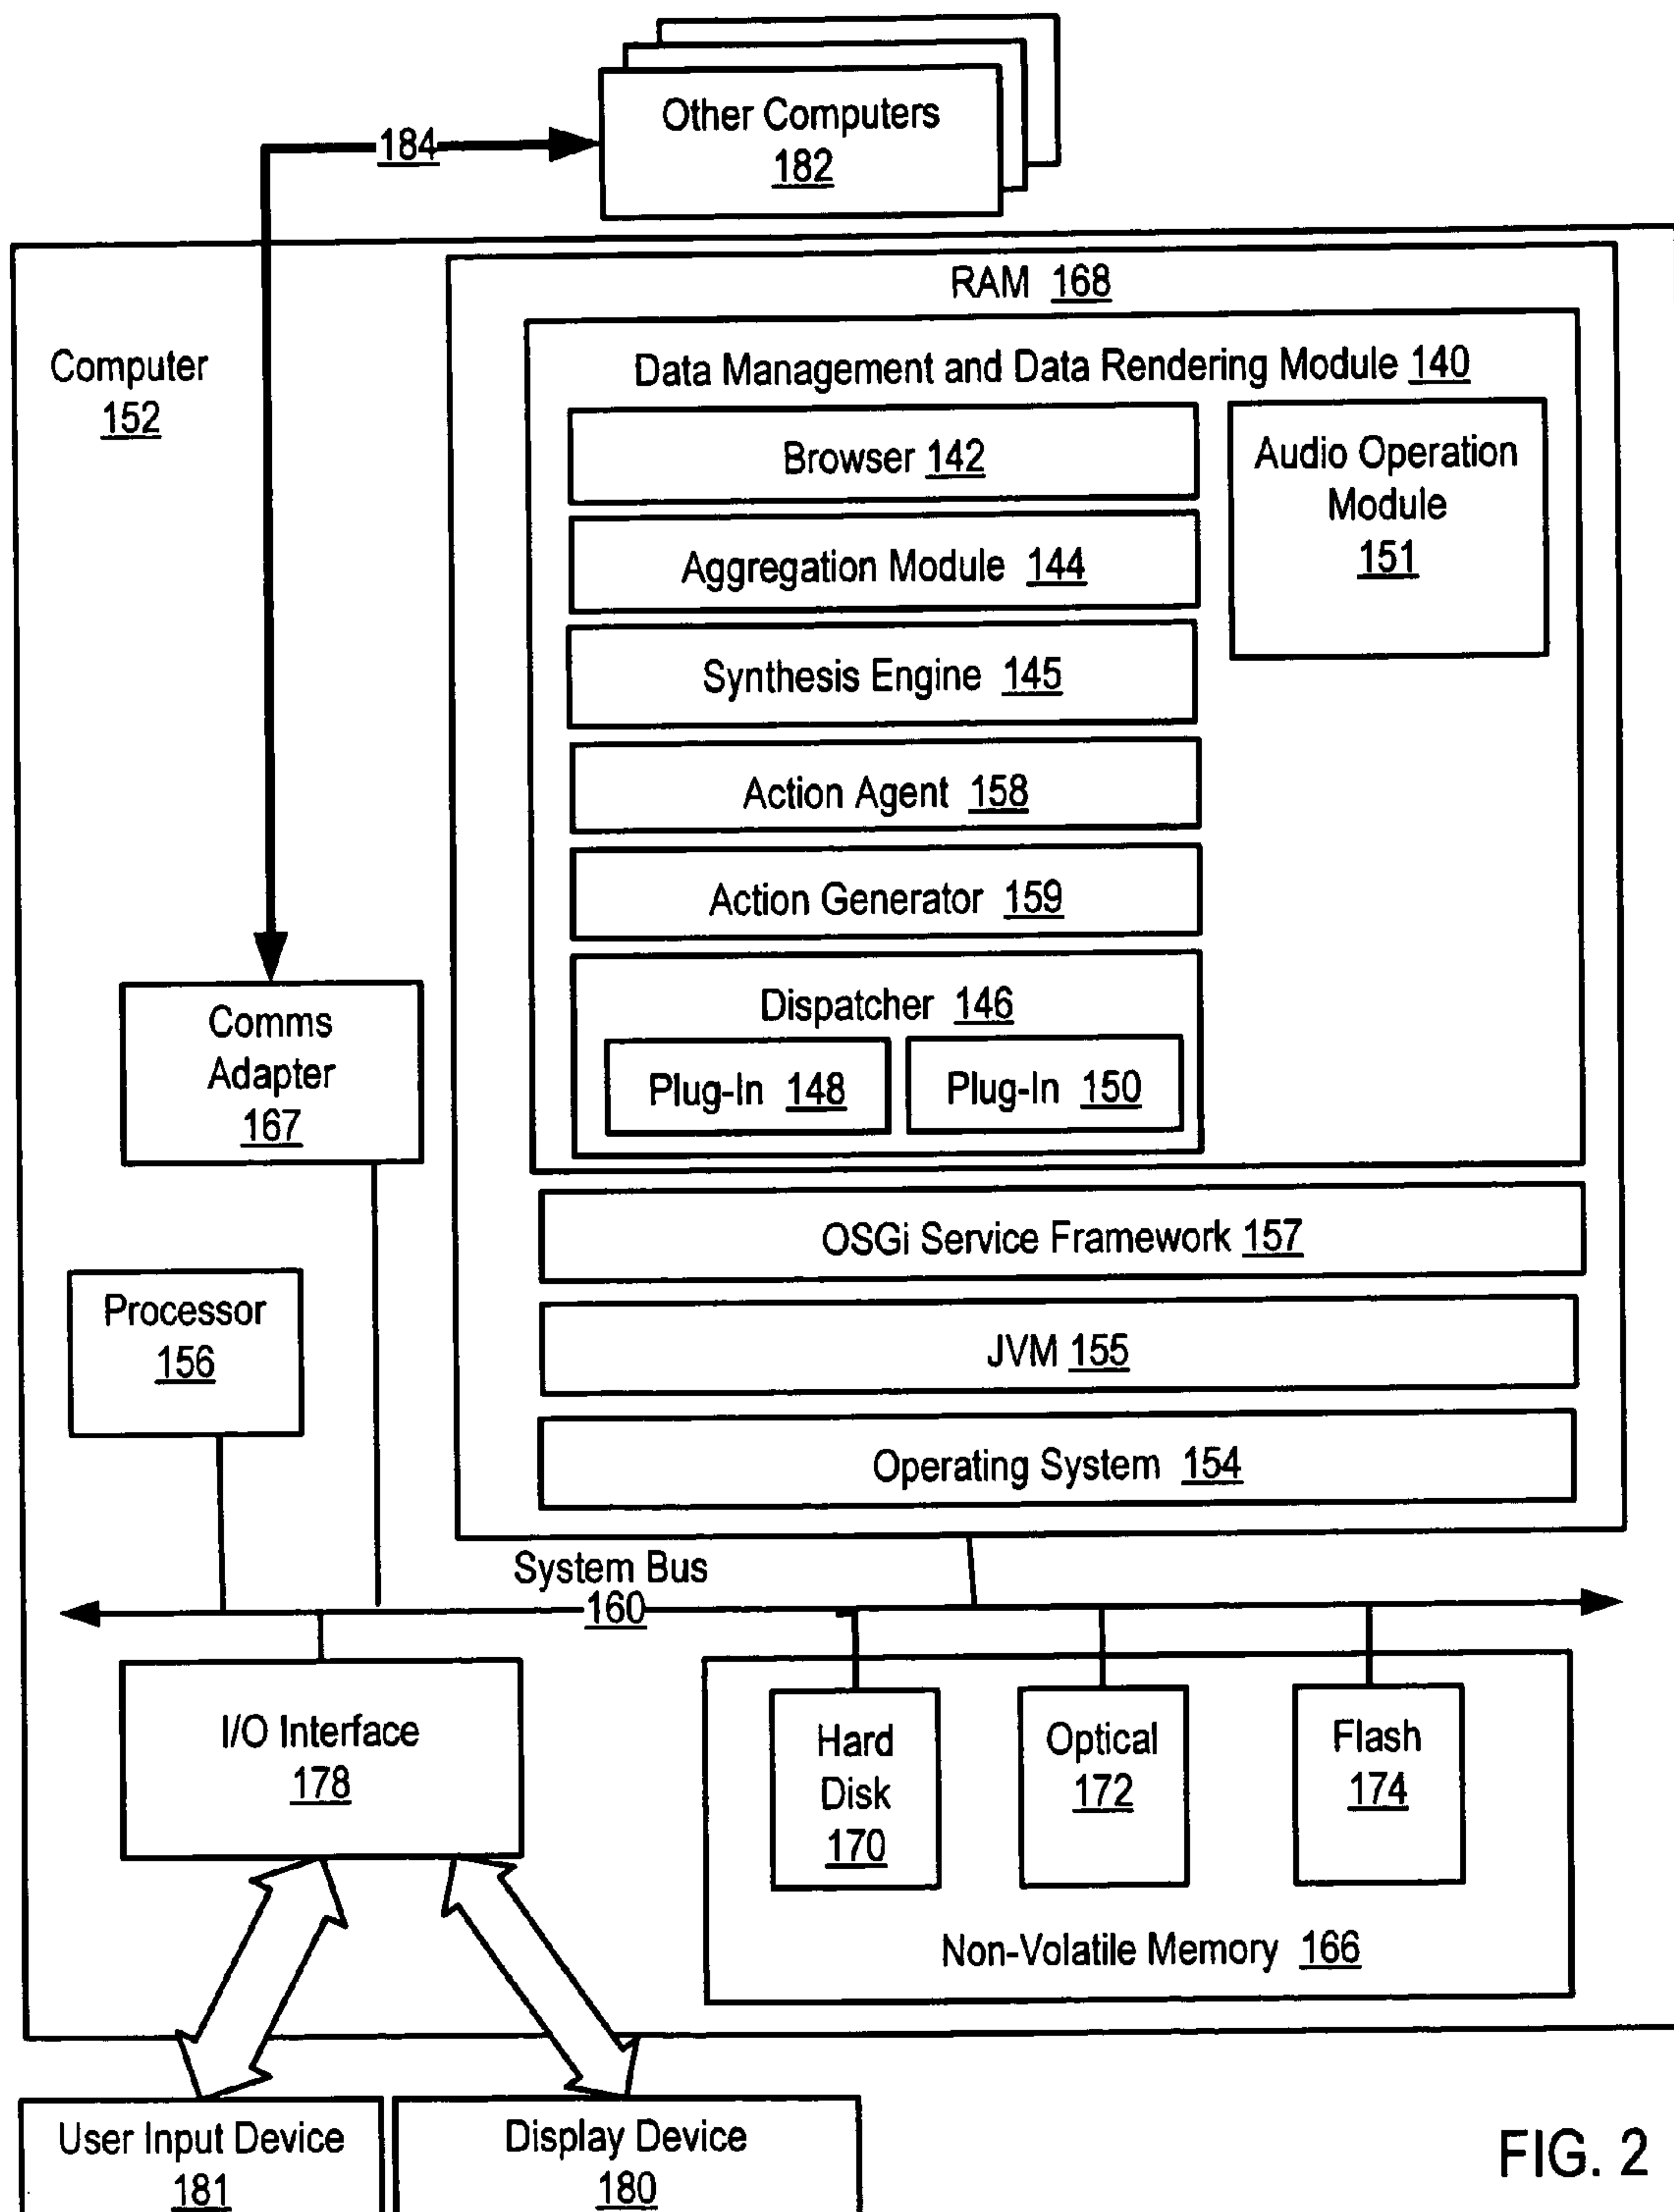 Other Computers
182
184
RAM 168
Computer
152
Data Management and Data Rendering Module 140
Browser 142
Audio Operation
Module
151
Aggregation Module 144
Synthesis Engine 145
Action Agent 158
Action Generator 159
Dispatcher 146
Plug-In 148
Plug-In 150
Comms
Adapter
167
OSGi Service Framework 157
Processor
156
JVM 155
Operating System 154
System Bus
160
I/O Interface
178
Hard
Disk
170
Optical
172
Flash
174
Non-Volatile Memory 166
User Input Device
181
Display Device
180
FIG. 2